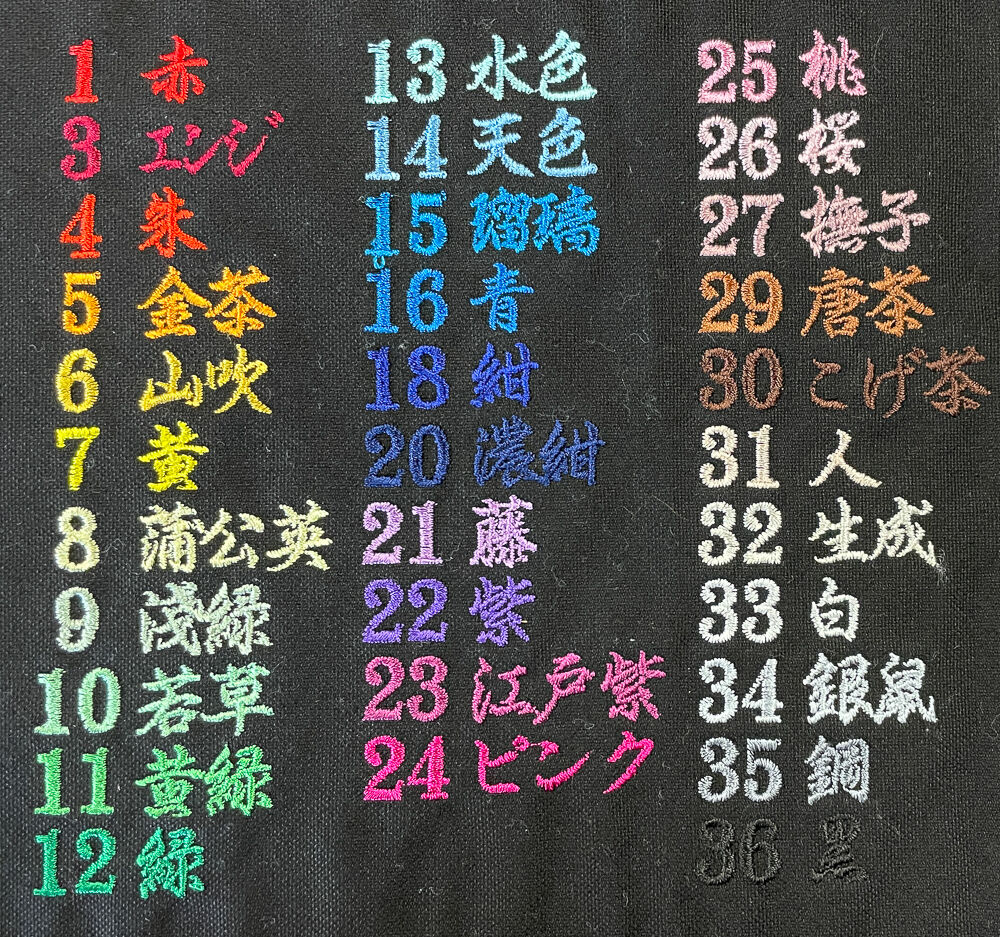 1 赤
3 エンジ
4 朱
5 金茶
6 山吹
7 黄
8 蒲公英
9 浅緑
10 若草
11 黄緑
12 緑
13 水色
14 天色
15 瑠璃
16 青
18 紺
20 濃紺
21 藤
22 紫
23 江戸紫
24 ピンク
25 桃
26 桜
27 撫子
29 唐茶
30 こげ茶
31 人
32 生成
33 白
34 銀鼠
35 鋼
36 黒